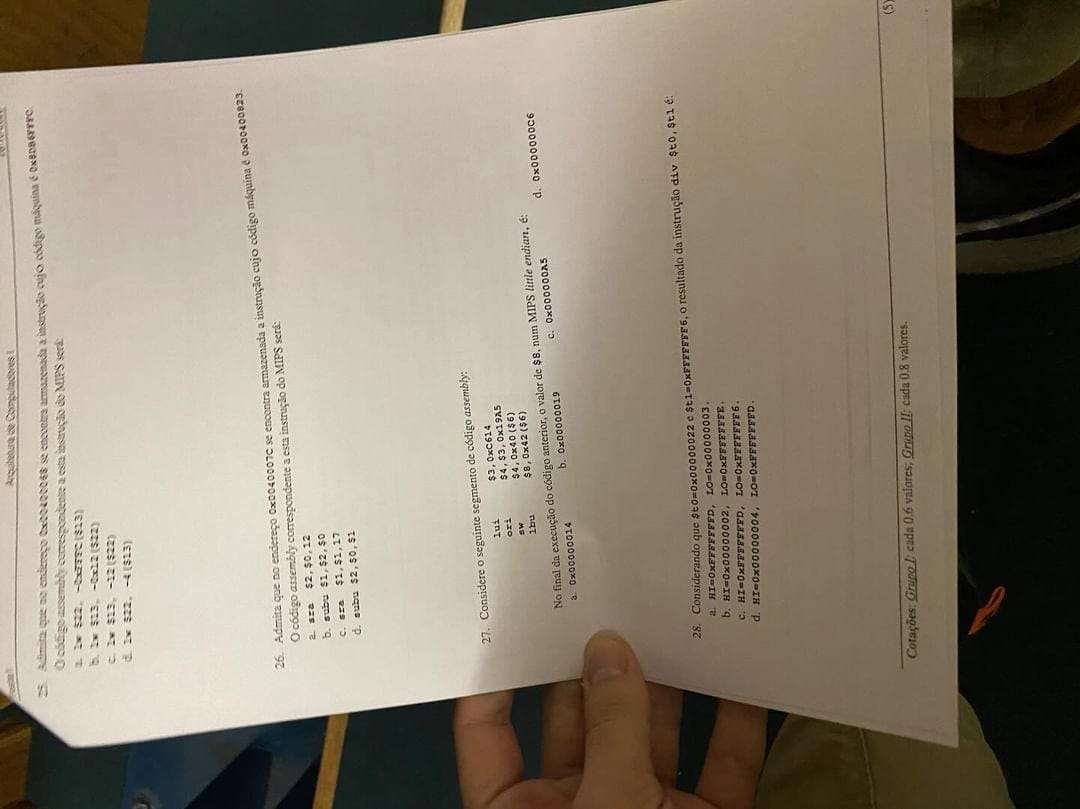 Arquitetura de Computadores I
25. Admita que no endereço 0x00400068 se encontra armazenada a instrução cujo código máquina é 0x8DB6FFFC.
O código assembly correspondente a esta instrução do MIPS será:
a. lw $22, -0xFFFC($13)
b. lw $13, -0x12($22)
c. lw $13, -12($22)
d. lw $22, -4($13)
26. Admita que no endereço 0x0040007C se encontra armazenada a instrução cujo código máquina é 0x00400823.
O código assembly correspondente a esta instrução do MIPS será:
a. sra $2,$0,12
b. subu $1,$2,$0
c. sra $1,$1,17
d. subu $2,$0,$1
27. Considere o seguinte segmento de código assembly:
lui $3,0xC614
ori $4,$3,0x19A5
sw $4,0x40($6)
lbu $8,0x42($6)
No final da execução do código anterior, o valor de $8, num MIPS little endian, é:
a. 0x00000014 b. 0x00000019 c. 0x000000A5 d. 0x000000C6
28. Considerando que $t0=0x00000022 e $t1=0xFFFFFFF6, o resultado da instrução div $t0,$t1 é:
a. HI=0xFFFFFFFD, LO=0x00000003.
b. HI=0x00000002, LO=0xFFFFFFFE.
c. HI=0xFFFFFFFD, LO=0xFFFFFFF6.
d. HI=0x00000004, LO=0xFFFFFFFD.
(5)
Cotações: Grupo I: cada 0.6 valores; Grupo II: cada 0.8 valores.